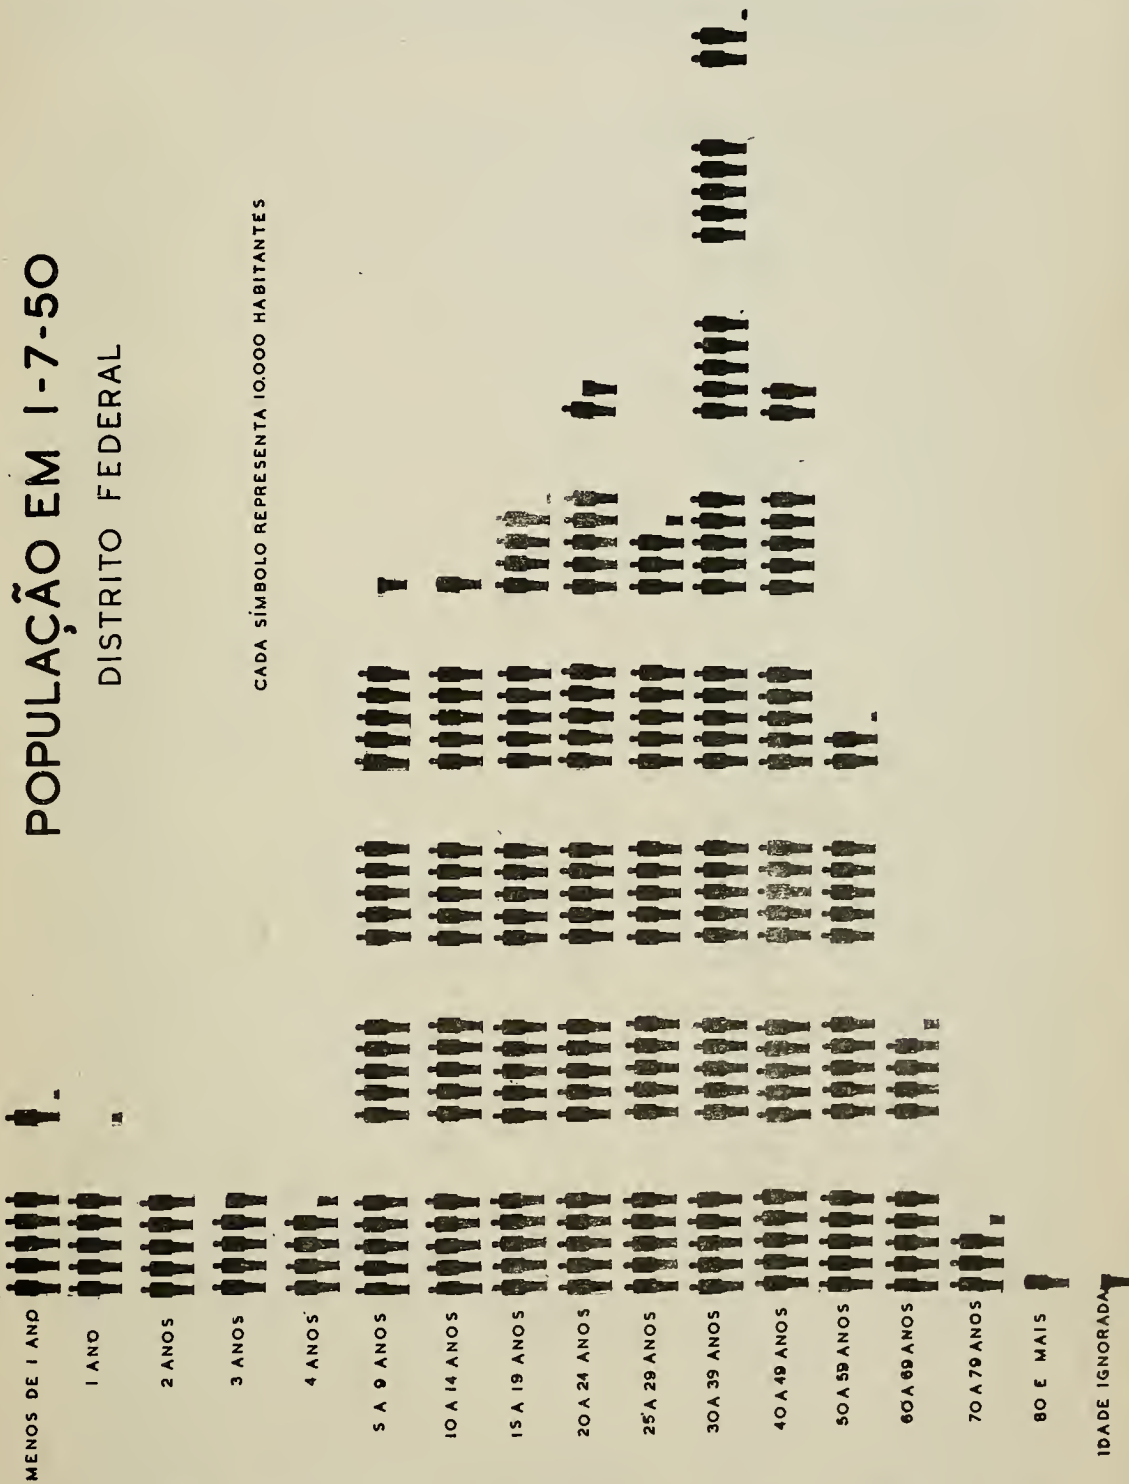 POPULAÇÃO EM 1-7-50
DISTRITO FEDERAL
CADA SÍMBOLO REPRESENTA 10.000 HABITANTES
MENOS DE 1 ANO
1 ANO
2 ANOS
3 ANOS
4 ANOS
5 A 9 ANOS
10 A 14 ANOS
15 A 19 ANOS
20 A 24 ANOS
25 A 29 ANOS
30 A 39 ANOS
40 A 49 ANOS
50 A 59 ANOS
60 A 69 ANOS
70 A 79 ANOS
80 E MAIS
IDADE IGNORADA